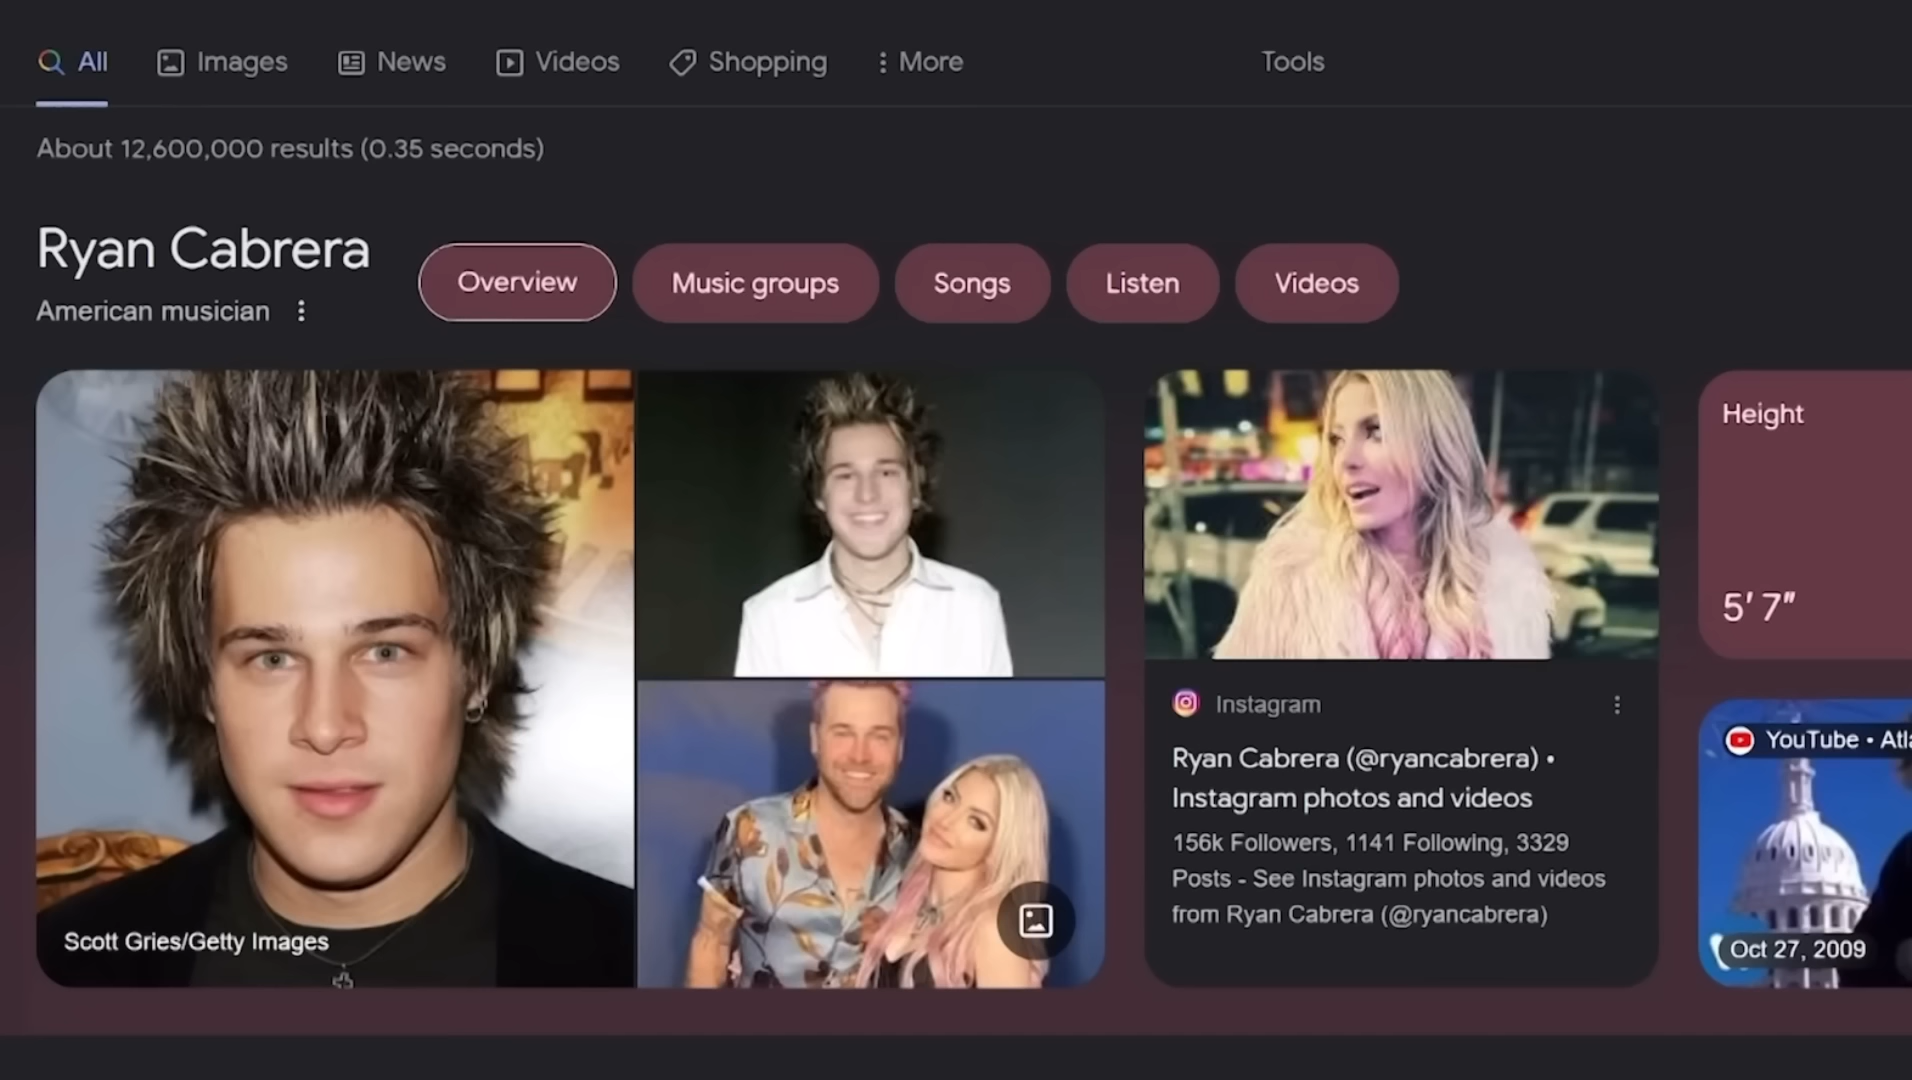 All
Images
News
Videos
Shopping
More
Tools
About 12,600,000 results (0.35 seconds)
Ryan Cabrera
American musician
Overview
Music groups
Songs
Listen
Videos
Scott Gries/Getty Images
Instagram
Ryan Cabrera (@ryancabrera) •
Instagram photos and videos
156k Followers, 1141 Following, 3329
Posts - See Instagram photos and videos
from Ryan Cabrera (@ryancabrera)
Height
5' 7"
YouTube • Atla
Oct 27, 2009